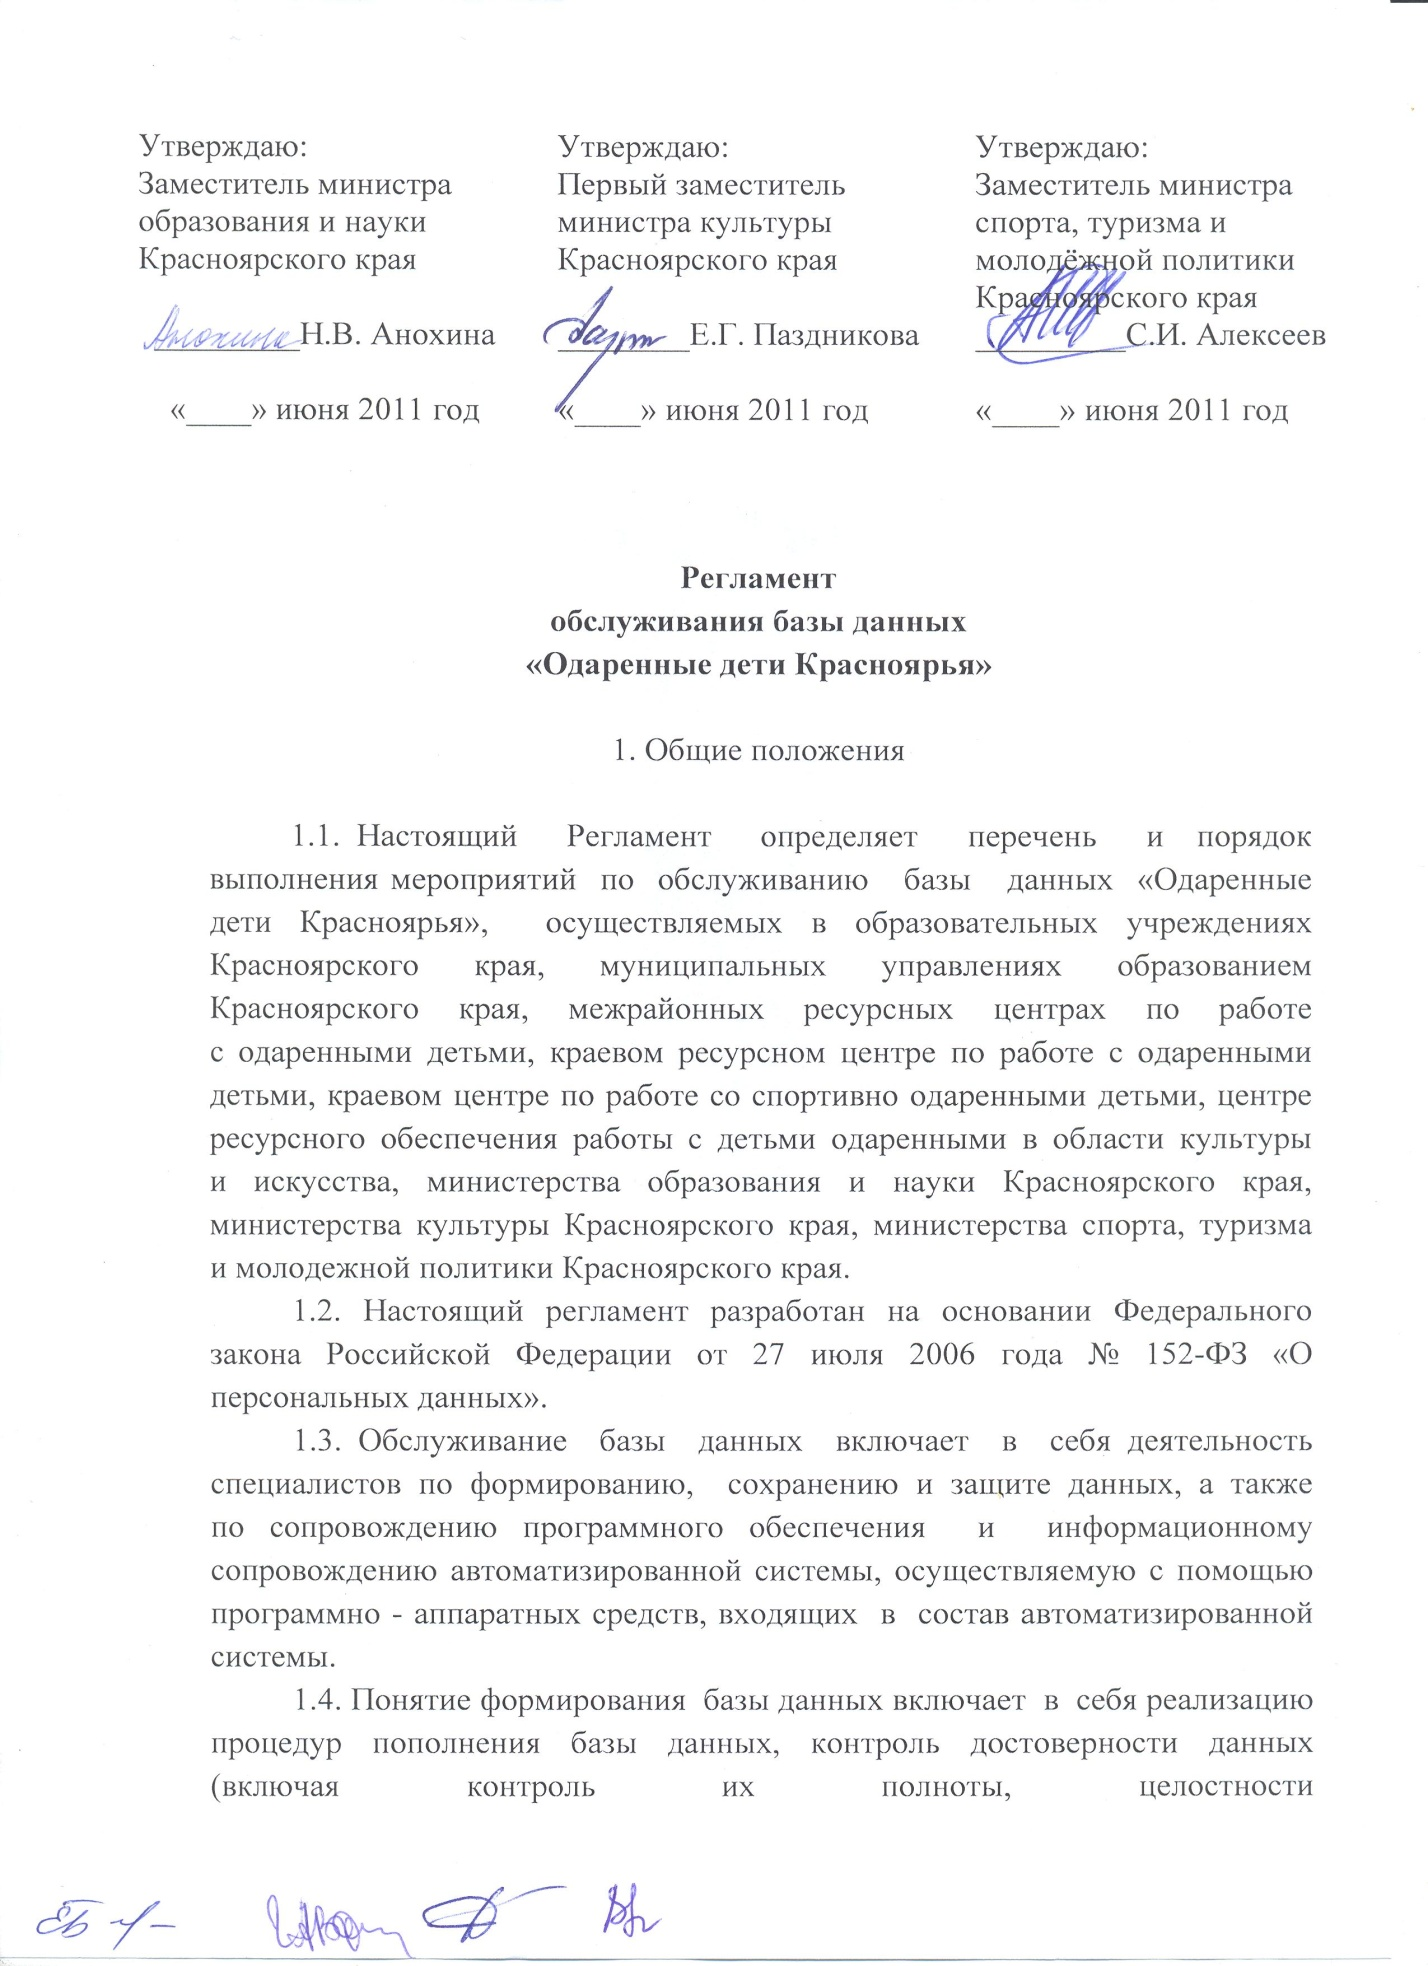 Утверждаю:
Заместитель министра
образования и науки
Красноярского края
Анохина Н.В. Анохина
«____» июня 2011 год
Утверждаю:
Первый заместитель
министра культуры
Красноярского края
________Е.Г. Паздникова
«____» июня 2011 год
Утверждаю:
Заместитель министра
спорта, туризма и
молодёжной политики
Красноярского края
_________С.И. Алексеев
«____» июня 2011 год
Регламент
обслуживания базы данных
«Одаренные дети Красноярья»
1. Общие положения
1.1. Настоящий Регламент определяет перечень и порядок
выполнения мероприятий по обслуживанию базы данных «Одаренные
дети Красноярья», осуществляемых в образовательных учреждениях
Красноярского края, муниципальных управлениях образованием
Красноярского края, межрайонных ресурсных центрах по работе
с одаренными детьми, краевом ресурсном центре по работе с одаренными
детьми, краевом центре по работе со спортивно одаренными детьми, центре
ресурсного обеспечения работы с детьми одаренными в области культуры
и искусства, министерства образования и науки Красноярского края,
министерства культуры Красноярского края, министерства спорта, туризма
и молодежной политики Красноярского края.
1.2. Настоящий регламент разработан на основании Федерального
закона Российской Федерации от 27 июля 2006 года № 152-ФЗ «О
персональных данных».
1.3. Обслуживание базы данных включает в себя деятельность
специалистов по формированию, сохранению и защите данных, а также
по сопровождению программного обеспечения и информационному
сопровождению автоматизированной системы, осуществляемую с помощью
программно - аппаратных средств, входящих в состав автоматизированной
системы.
1.4. Понятие формирования базы данных включает в себя реализацию
процедур пополнения базы данных, контроль достоверности данных
(включая контроль их полноты, целостности